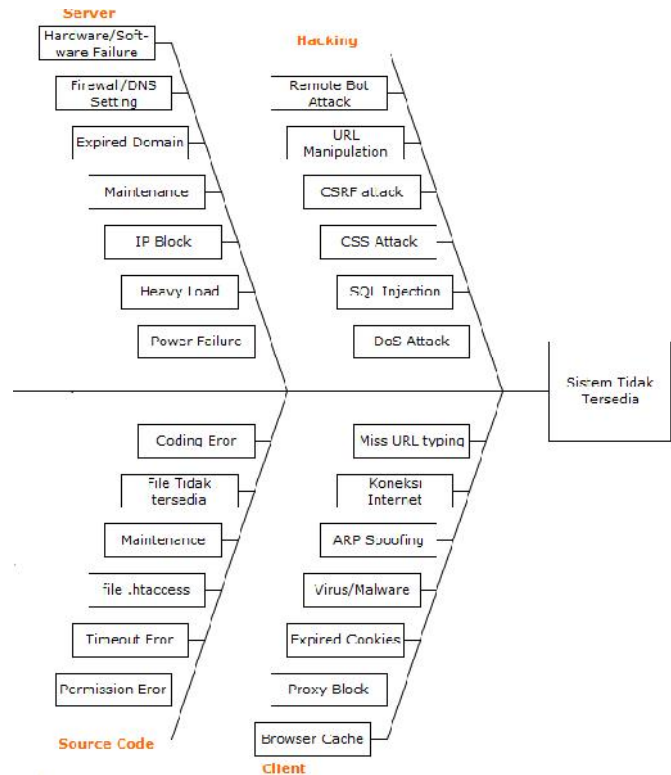 Server
Hardware/Soft-
ware Failure
Firewall/DNS
Setting
Expired Domain
Maintenance
IP Block
Heavy Load
Power Failure
Hacking
Remote Bot
Attack
URL
Manipulation
CSRF attack
CSS Attack
SQL Injection
DoS Attack
Sistem Tidak
Tersedia
Coding Eror
File Tidak
tersedia
Maintenance
File .htaccess
Timeout Eror
Permission Eror
Source Code
Miss URL typing
Koneksi
Internet
ARP Spoofing
Virus/Malware
Expired Cookies
Proxy Block
Browser Cache
Client